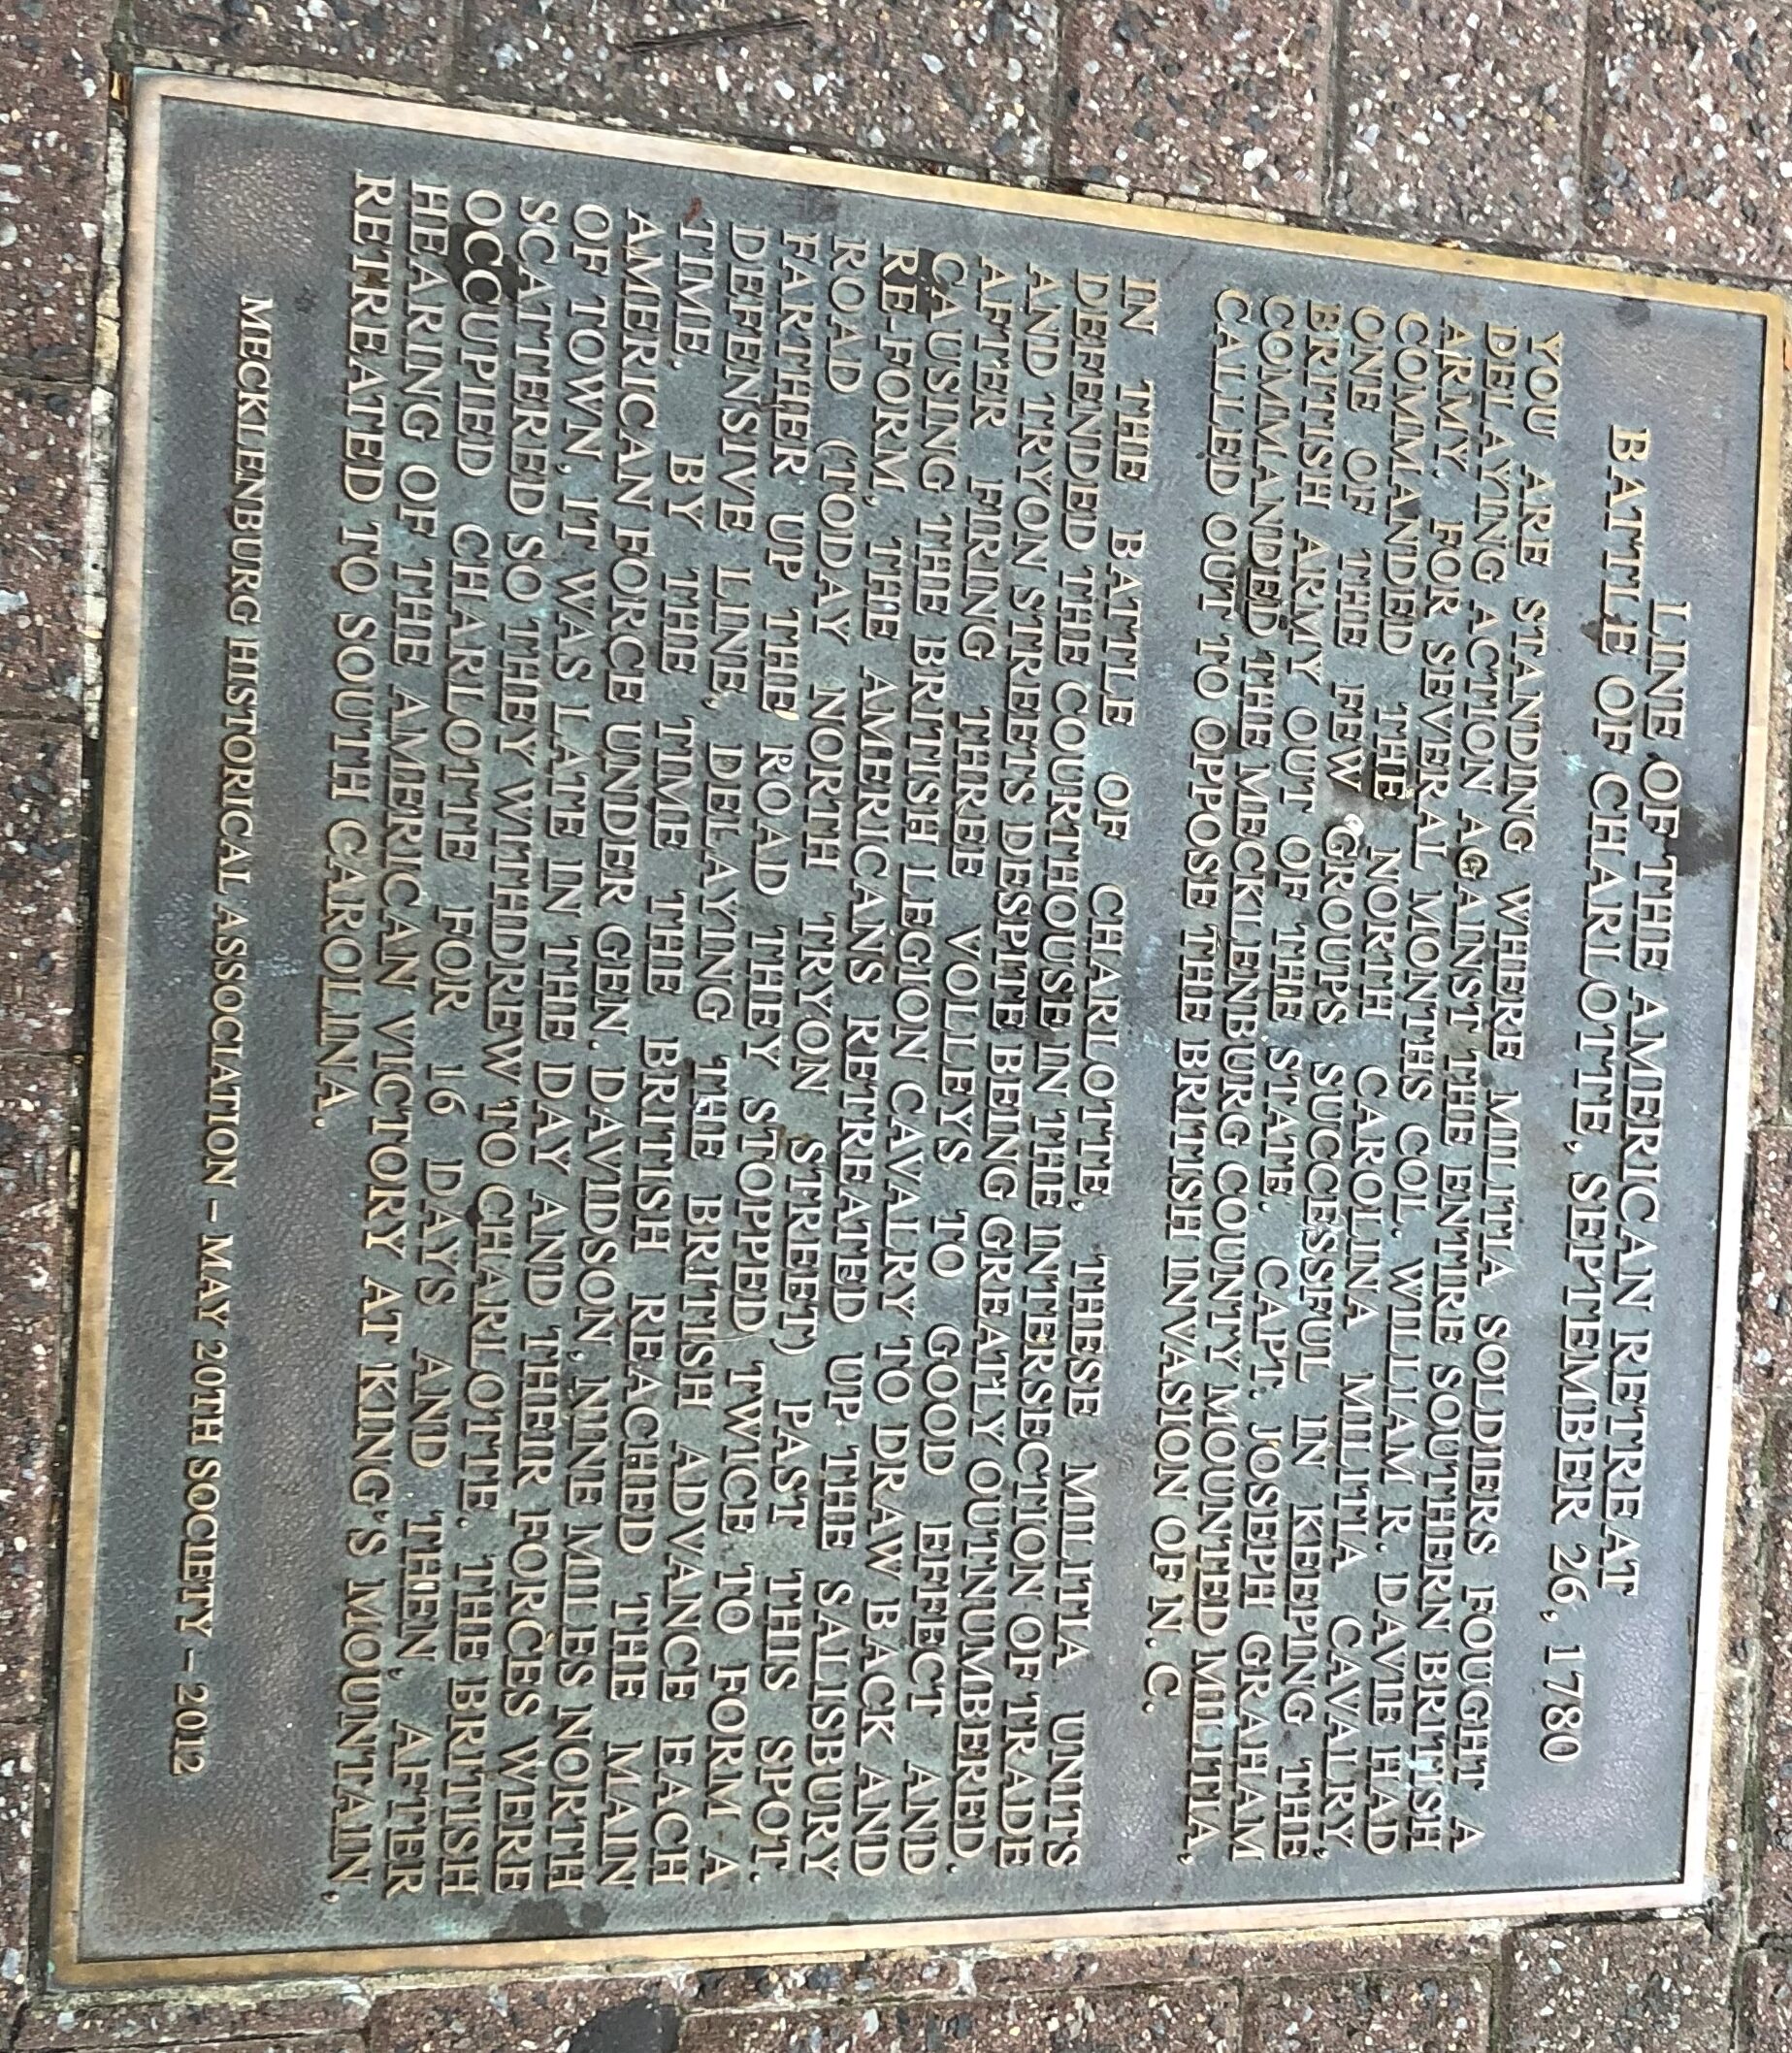 LINE OF THE AMERICAN RETREAT
BATTLE OF CHARLOTTE, SEPTEMBER 26, 1780
YOU ARE STANDING WHERE MILITIA SOLDIERS FOUGHT A
DELAYING ACTION AGAINST THE ENTIRE SOUTHERN BRITISH
ARMY. FOR SEVERAL MONTHS COL. WILLIAM R. DAVIE HAD
COMMANDED THE NORTH CAROLINA MILITIA CAVALRY,
ONE OF THE FEW GROUPS SUCCESSFUL IN KEEPING THE
BRITISH ARMY OUT OF THE STATE. CAPT. JOSEPH GRAHAM
COMMANDED THE MECKLENBURG COUNTY MOUNTED MILITIA,
CALLED OUT TO OPPOSE THE BRITISH INVASION OF N. C.
IN THE BATTLE OF CHARLOTTE, THESE MILITIA UNITS
DEFENDED THE COURTHOUSE IN THE INTERSECTION OF TRADE
AND TRYON STREETS DESPITE BEING GREATLY OUTNUMBERED.
AFTER FIRING THREE VOLLEYS TO GOOD EFFECT AND
CAUSING THE BRITISH LEGION CAVALRY TO DRAW BACK AND
RE-FORM, THE AMERICANS RETREATED UP THE SALISBURY
ROAD (TODAY NORTH TRYON STREET) PAST THIS SPOT.
FARTHER UP THE ROAD THEY STOPPED TWICE TO FORM A
DEFENSIVE LINE, DELAYING THE BRITISH ADVANCE EACH
TIME. BY THE TIME THE BRITISH REACHED THE MAIN
AMERICAN FORCE UNDER GEN. DAVIDSON, NINE MILES NORTH
OF TOWN, IT WAS LATE IN THE DAY AND THEIR FORCES WERE
SCATTERED SO THEY WITHDREW TO CHARLOTTE. THE BRITISH
OCCUPIED CHARLOTTE FOR 16 DAYS AND THEN, AFTER
HEARING OF THE AMERICAN VICTORY AT KING'S MOUNTAIN,
RETREATED TO SOUTH CAROLINA.
MECKLENBURG HISTORICAL ASSOCIATION – MAY 20TH SOCIETY – 2012